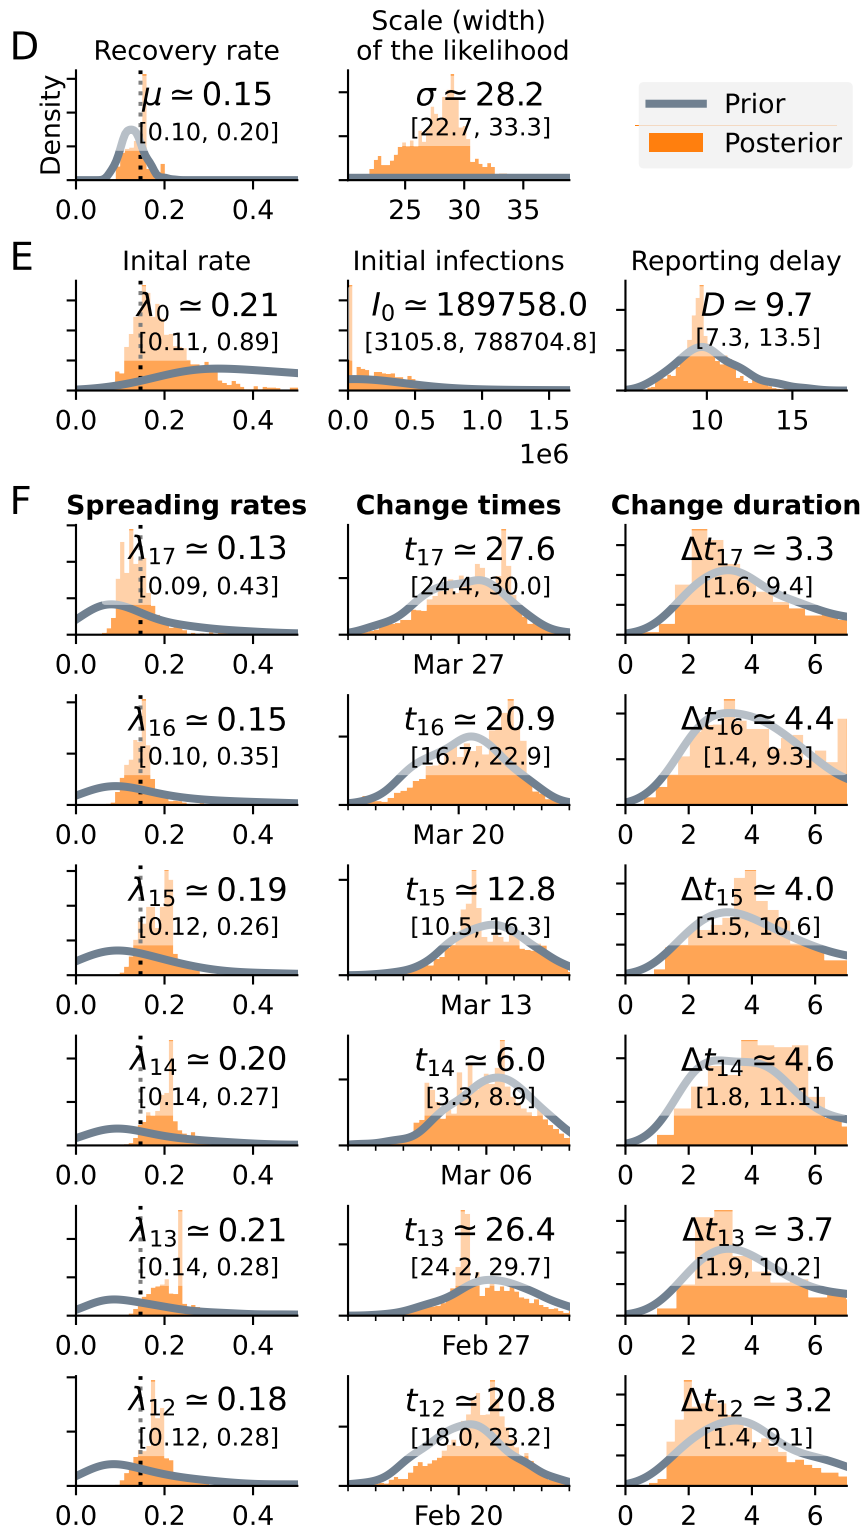 D
Recovery rate
Scale (width)
of the likelihood
Density
μ ≃ 0.15
[0.10, 0.20]
0.0 0.2 0.4
σ ≃ 28.2
[22.7, 33.3]
25 30 35
Prior
Posterior
E
Inital rate
Initial infections
Reporting delay
λ₀ ≃ 0.21
[0.11, 0.89]
0.0 0.2 0.4
I₀ ≃ 189758.0
[3105.8, 788704.8]
0.0 0.5 1.0 1.5
1e6
D ≃ 9.7
[7.3, 13.5]
10 15
F
Spreading rates
Change times
Change duration
λ₁₇ ≃ 0.13
[0.09, 0.43]
0.0 0.2 0.4
t₁₇ ≃ 27.6
[24.4, 30.0]
Mar 27
Δt₁₇ ≃ 3.3
[1.6, 9.4]
0 2 4 6
λ₁₆ ≃ 0.15
[0.10, 0.35]
0.0 0.2 0.4
t₁₆ ≃ 20.9
[16.7, 22.9]
Mar 20
Δt₁₆ ≃ 4.4
[1.4, 9.3]
0 2 4 6
λ₁₅ ≃ 0.19
[0.12, 0.26]
0.0 0.2 0.4
t₁₅ ≃ 12.8
[10.5, 16.3]
Mar 13
Δt₁₅ ≃ 4.0
[1.5, 10.6]
0 2 4 6
λ₁₄ ≃ 0.20
[0.14, 0.27]
0.0 0.2 0.4
t₁₄ ≃ 6.0
[3.3, 8.9]
Mar 06
Δt₁₄ ≃ 4.6
[1.8, 11.1]
0 2 4 6
λ₁₃ ≃ 0.21
[0.14, 0.28]
0.0 0.2 0.4
t₁₃ ≃ 26.4
[24.2, 29.7]
Feb 27
Δt₁₃ ≃ 3.7
[1.9, 10.2]
0 2 4 6
λ₁₂ ≃ 0.18
[0.12, 0.28]
0.0 0.2 0.4
t₁₂ ≃ 20.8
[18.0, 23.2]
Feb 20
Δt₁₂ ≃ 3.2
[1.4, 9.1]
0 2 4 6